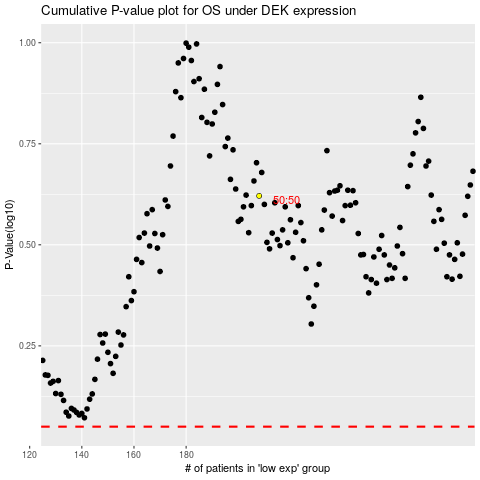 Cumulative P-value plot for OS under DEK expression
P-Value(log10)
1.00
0.75
0.50
0.25
50:50
120 140 160 180
# of patients in 'low exp' group